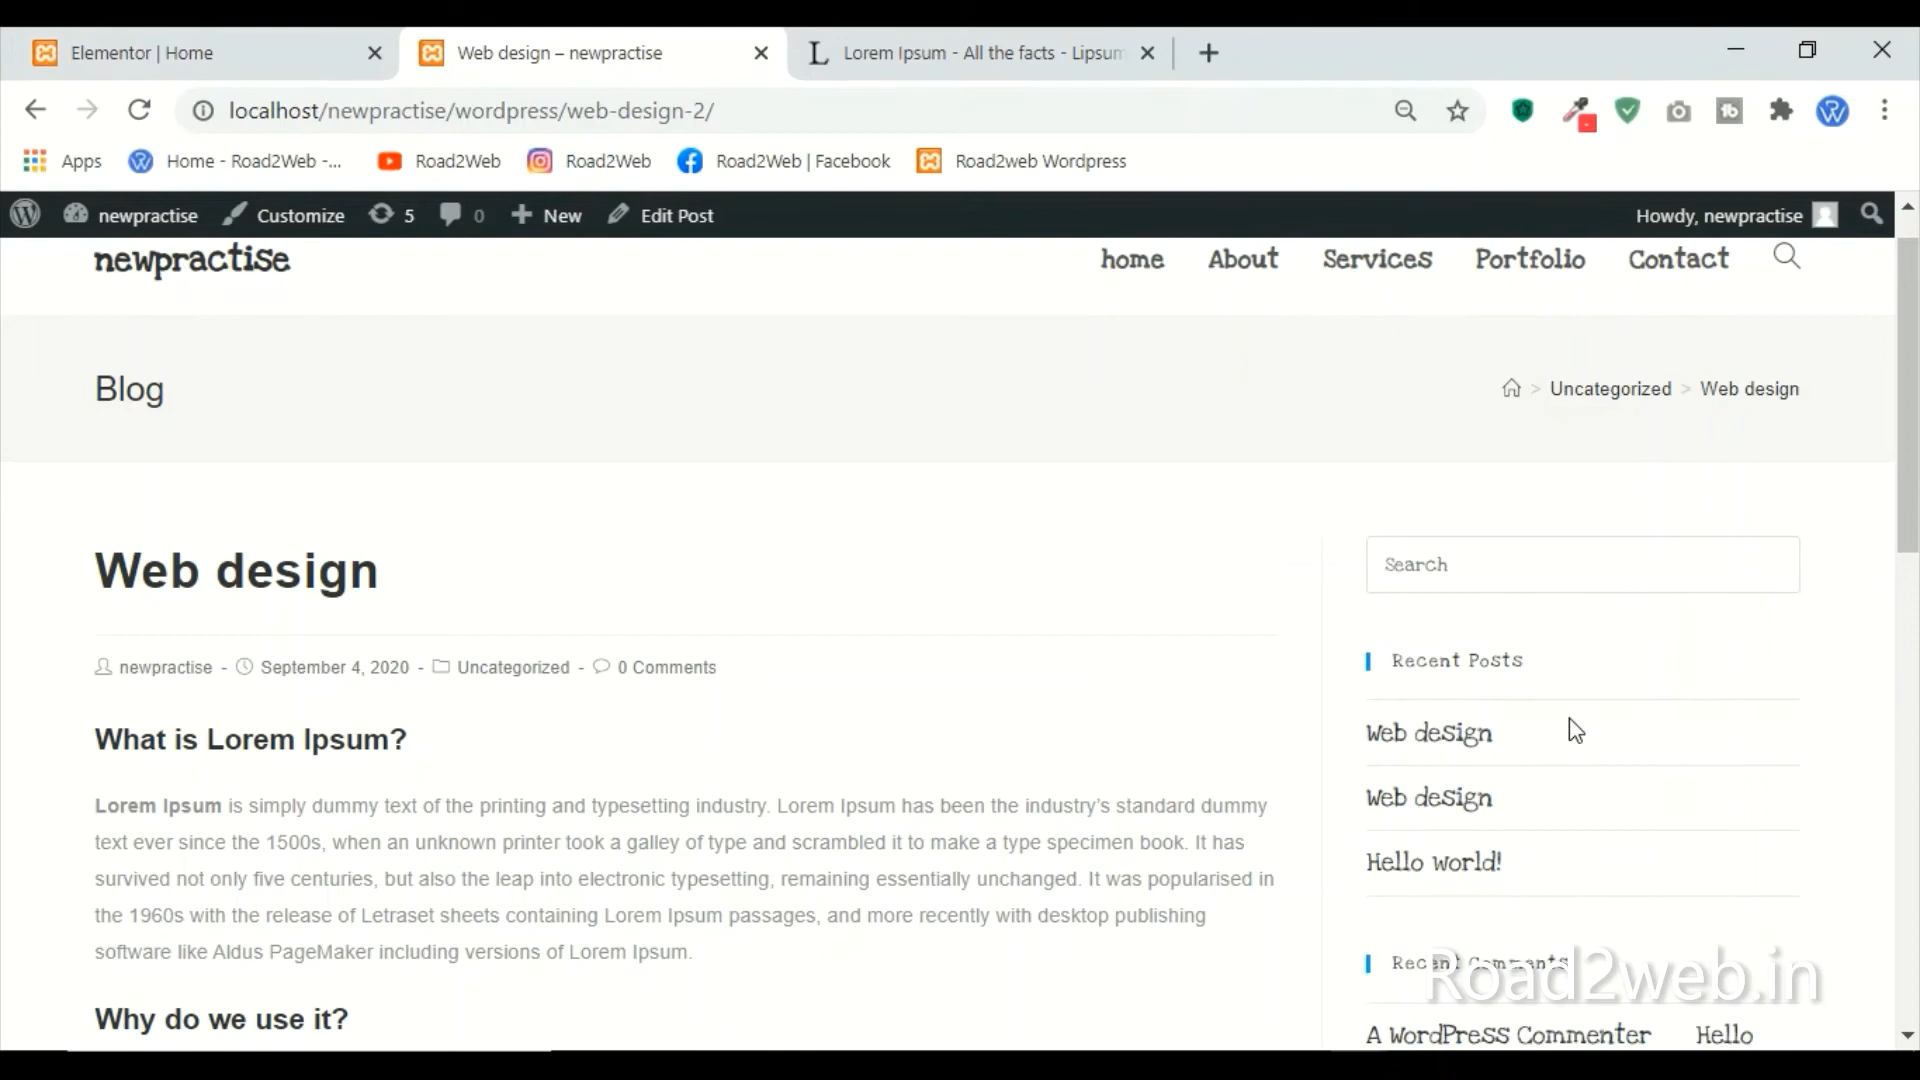 Elementor | Home
Web design – newpractise
Lorem Ipsum - All the facts - Lipsum
localhost/newpractise/wordpress/web-design-2/
Apps
Home - Road2Web -...
Road2Web
Road2Web
Road2Web | Facebook
Road2web Wordpress
newpractise
Customize
5
0
New
Edit Post
Howdy, newpractise
newpractise
home
About
Services
Portfolio
Contact
Blog
> Uncategorized > Web design
Web design
newpractise - September 4, 2020 - Uncategorized - 0 Comments
What is Lorem Ipsum?
Lorem Ipsum is simply dummy text of the printing and typesetting industry. Lorem Ipsum has been the industry's standard dummy
text ever since the 1500s, when an unknown printer took a galley of type and scrambled it to make a type specimen book. It has
survived not only five centuries, but also the leap into electronic typesetting, remaining essentially unchanged. It was popularised in
the 1960s with the release of Letraset sheets containing Lorem Ipsum passages, and more recently with desktop publishing
software like Aldus PageMaker including versions of Lorem Ipsum.
Why do we use it?
Search
Recent Posts
Web design
Web design
Hello world!
Recent Comments
A WordPress Commenter Hello
Road2web.in